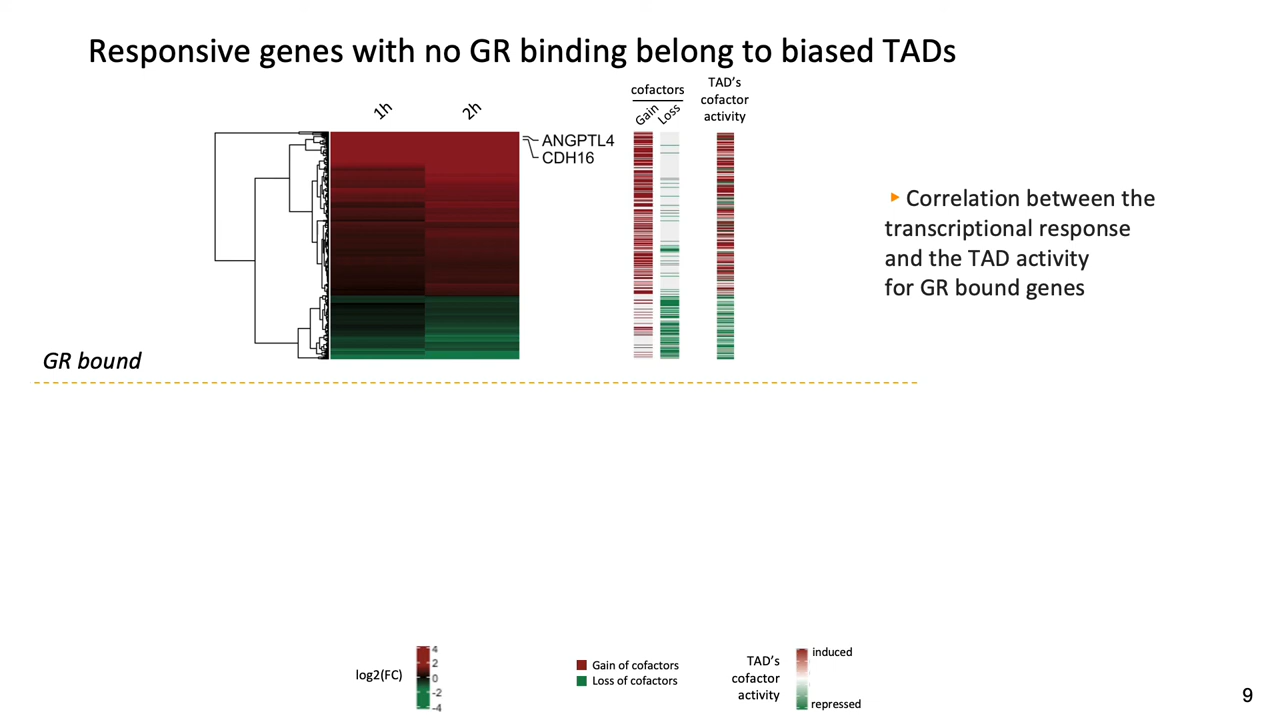 Responsive genes with no GR binding belong to biased TADs
1h
2h
cofactors
Gain
Loss
TAD's
cofactor
activity
ANGPTL4
CDH16
▸ Correlation between the
transcriptional response
and the TAD activity
for GR bound genes
GR bound
log2(FC)
4
2
0
-2
-4
Gain of cofactors
Loss of cofactors
TAD's
cofactor
activity
induced
repressed
9